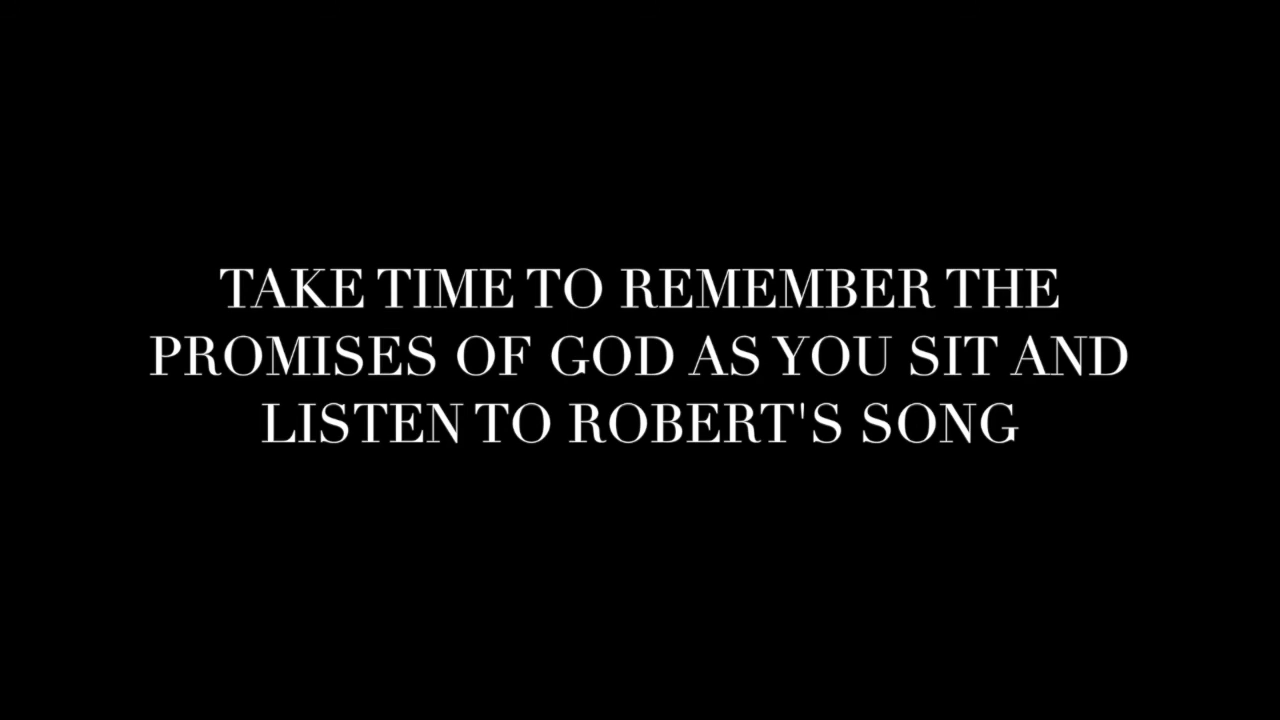 TAKE TIME TO REMEMBER THE
PROMISES OF GOD AS YOU SIT AND
LISTEN TO ROBERT'S SONG